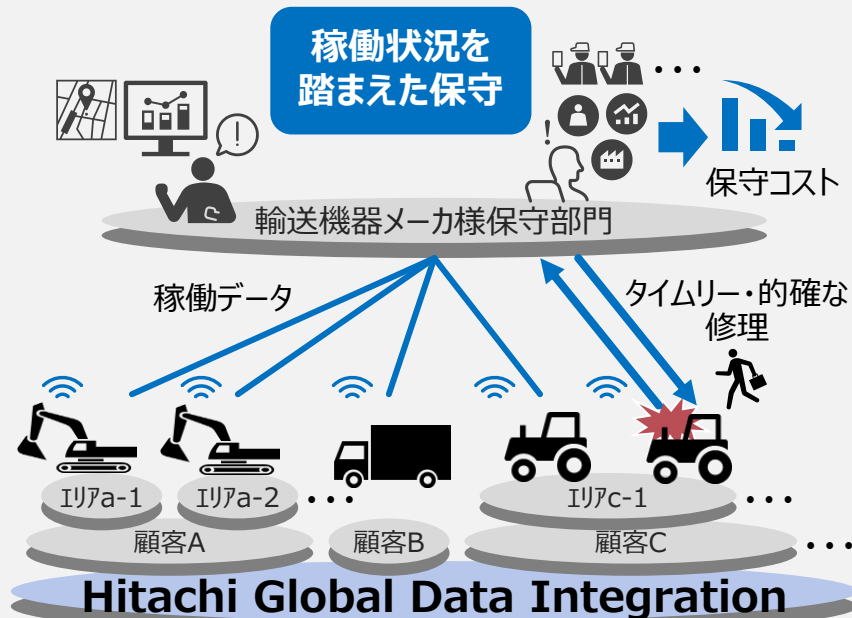 稼働状況を
踏まえた保守
・・・
!
!
保守コスト
輸送機器メーカ様保守部門
稼働データ
タイムリー・的確な
修理
ｴﾘｱa-1
ｴﾘｱa-2
・・・
ｴﾘｱc-1
・・・
顧客A
顧客B
顧客C
・・・
Hitachi Global Data Integration